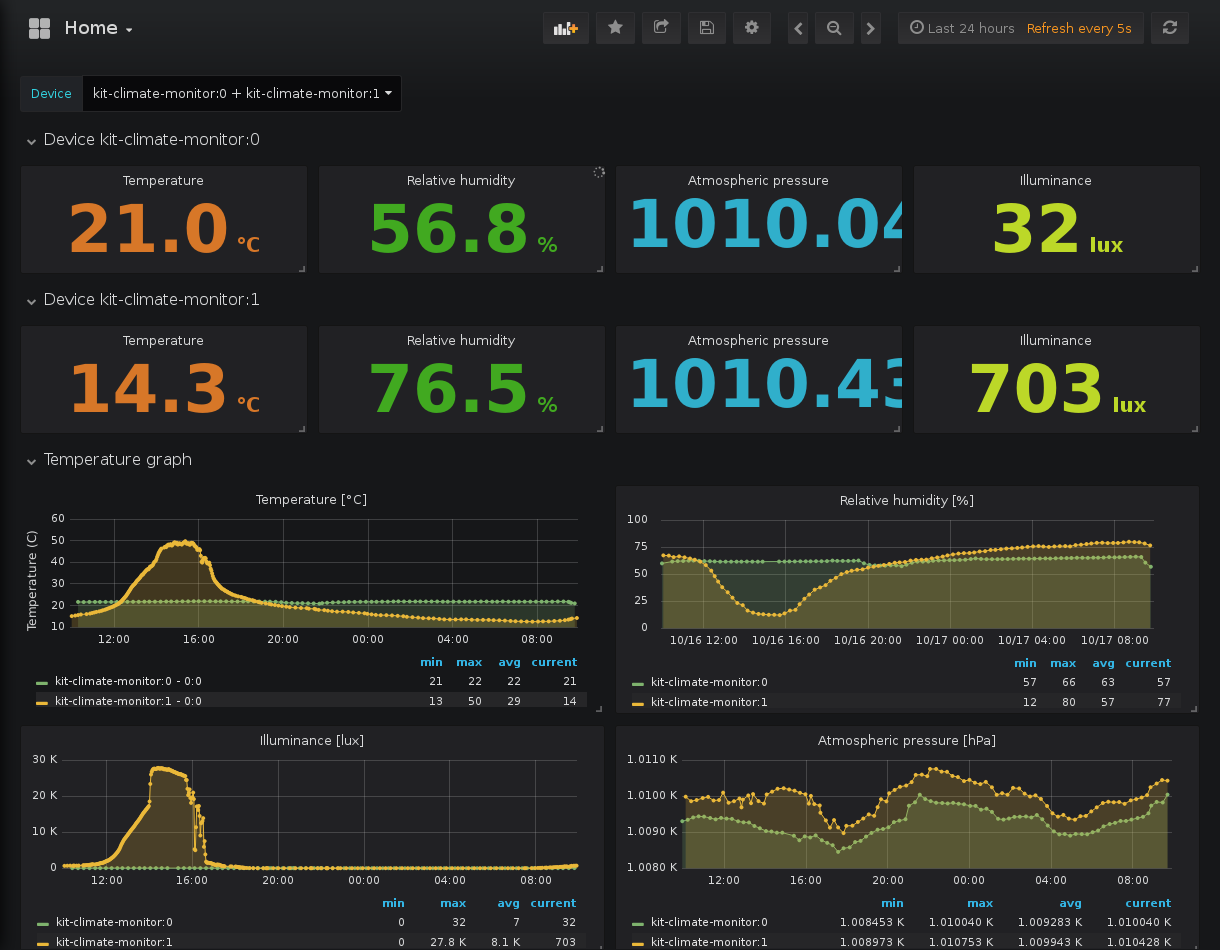 Home
Last 24 hours Refresh every 5s
Device kit-climate-monitor:0 + kit-climate-monitor:1
Device kit-climate-monitor:0
Temperature Relative humidity Atmospheric pressure Illuminance
21.0 °C 56.8 % 1010.04 32 lux
Device kit-climate-monitor:1
Temperature Relative humidity Atmospheric pressure Illuminance
14.3 °C 76.5 % 1010.43 703 lux
Temperature graph
Temperature [°C]
Temperature (C)
60
50
40
30
20
10
12:00 16:00 20:00 00:00 04:00 08:00
min max avg current
kit-climate-monitor:0 - 0:0 21 22 22 21
kit-climate-monitor:1 - 0:0 13 50 29 14
Relative humidity [%]
100
75
50
25
0
10/16 12:00 10/16 16:00 10/16 20:00 10/17 00:00 10/17 04:00 10/17 08:00
min max avg current
kit-climate-monitor:0 57 66 63 57
kit-climate-monitor:1 12 80 57 77
Illuminance [lux]
30 K
20 K
10 K
0
12:00 16:00 20:00 00:00 04:00 08:00
min max avg current
kit-climate-monitor:0 0 32 7 32
kit-climate-monitor:1 0 27.8 K 8.1 K 703
Atmospheric pressure [hPa]
1.0110 K
1.0100 K
1.0090 K
1.0080 K
12:00 16:00 20:00 00:00 04:00 08:00
min max avg current
kit-climate-monitor:0 1.008453 K 1.010040 K 1.009283 K 1.010040 K
kit-climate-monitor:1 1.008973 K 1.010753 K 1.009943 K 1.010428 K